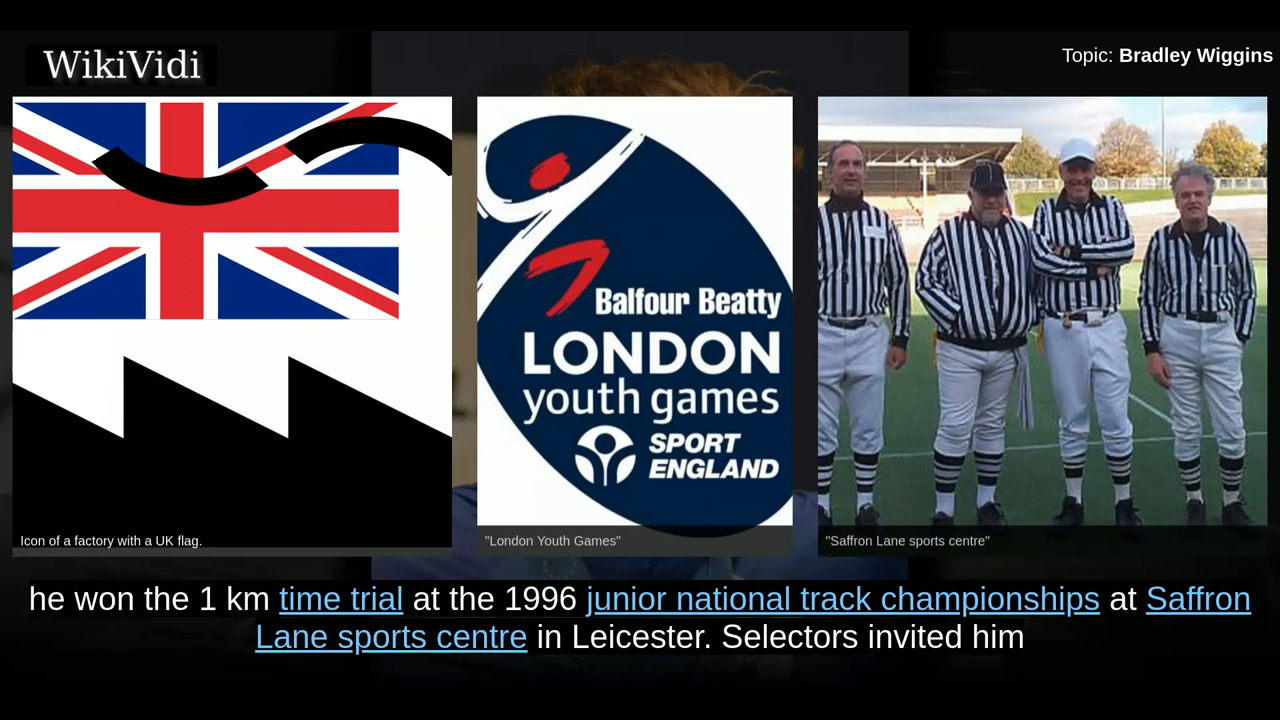 WikiVidi
Topic: Bradley Wiggins
Balfour Beatty
LONDON
youth games
SPORT
ENGLAND
Icon of a factory with a UK flag.
"London Youth Games"
"Saffron Lane sports centre"
he won the 1 km time trial at the 1996 junior national track championships at Saffron
Lane sports centre in Leicester. Selectors invited him